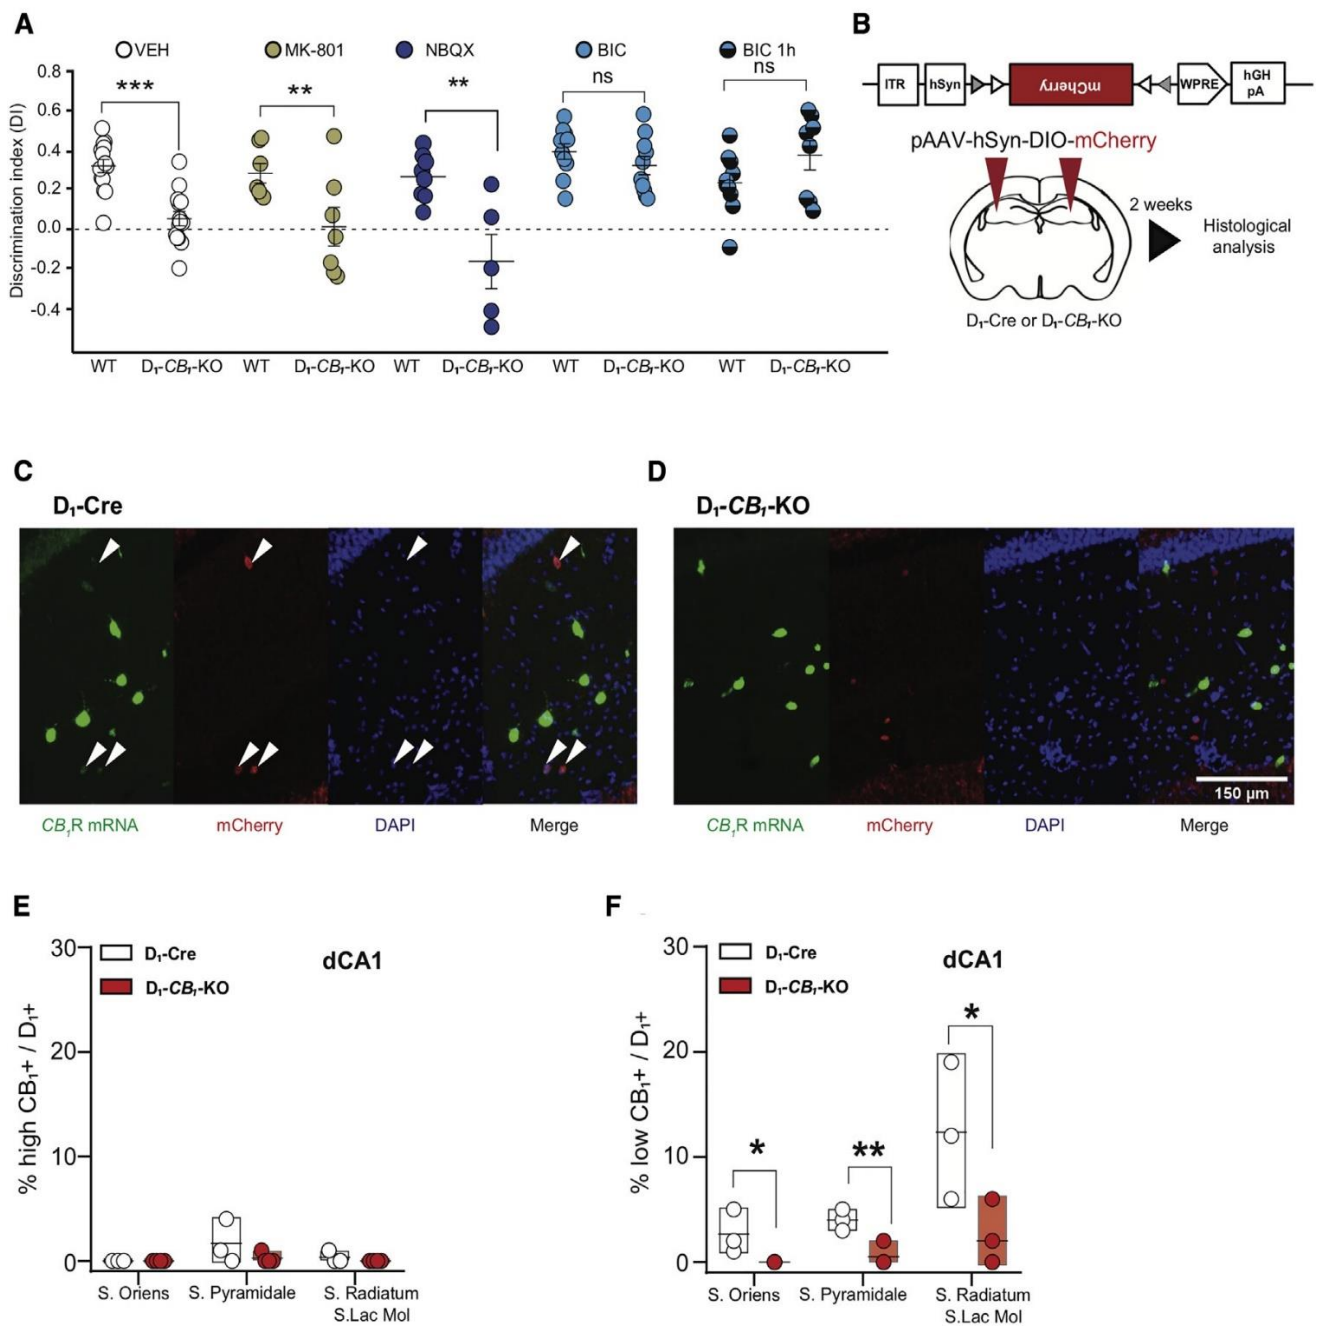 A
VEH MK-801 NBQX BIC BIC 1h
*** ** ** ns ns
Discrimination index (DI)
0.8
0.6
0.4
0.2
0.0
-0.2
-0.4
WT D₁-CB₁-KO WT D₁-CB₁-KO WT D₁-CB₁-KO WT D₁-CB₁-KO WT D₁-CB₁-KO
B
ITR hSyn mCherry WPRE hGH pA
pAAV-hSyn-DIO-mCherry
2 weeks
Histological
analysis
D₁-Cre or D₁-CB₁-KO
C
D₁-Cre
CB₁R mRNA mCherry DAPI Merge
D
D₁-CB₁-KO
150 µm
CB₁R mRNA mCherry DAPI Merge
E
dCA1
D₁-Cre
D₁-CB₁-KO
% high CB₁+ / D₁+
30
20
10
0
S. Oriens S. Pyramidale S. Radiatum
S.Lac Mol
F
dCA1
D₁-Cre
D₁-CB₁-KO
% low CB₁+ / D₁+
30
20
10
0
* ** *
S. Oriens S. Pyramidale S. Radiatum
S.Lac Mol